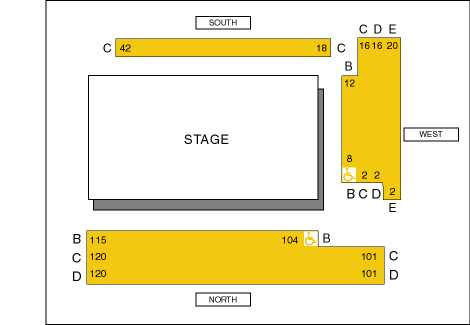 SOUTH
C D E
C 42 18 C
16 16 20
B
12
STAGE
WEST
8
2 2
2
B C D
E
B 115 104 B
C 120 101 C
D 120 101 D
NORTH